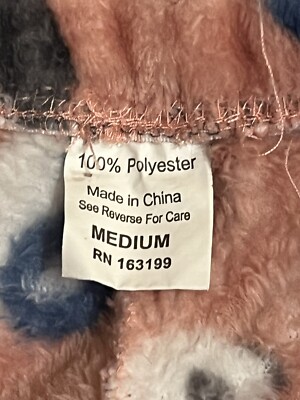 100% Polyester
Made in China
See Reverse For Care
MEDIUM
RN 163199